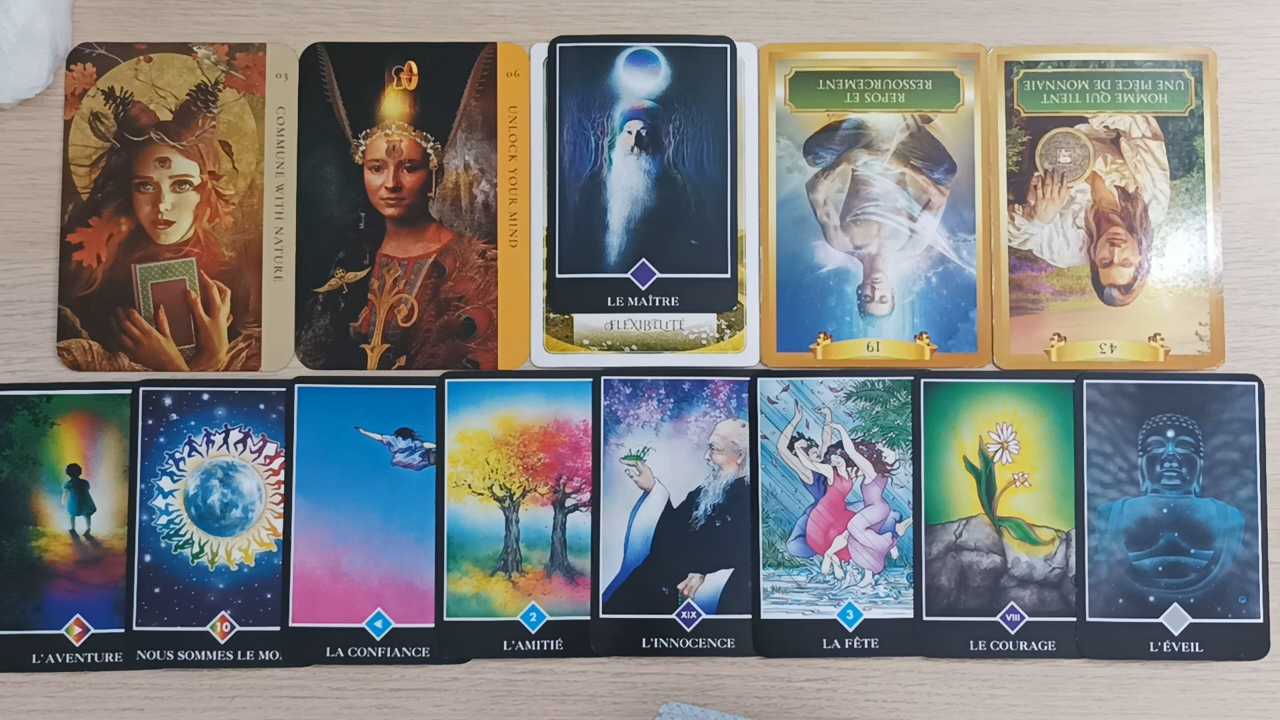 03
COMMUNE WITH NATURE
06
UNLOCK YOUR MIND
LE MAÎTRE
FLEXIBILITÉ
REPOS ET
RESSOURCEMENT
19
HOMME QUI TIENT
UNE PIÈCE DE MONNAIE
43
L'AVENTURE
10
NOUS SOMMES LE MO
LA CONFIANCE
2
L'AMITIÉ
XIX
L'INNOCENCE
3
LA FÊTE
VIII
LE COURAGE
L'ÉVEIL